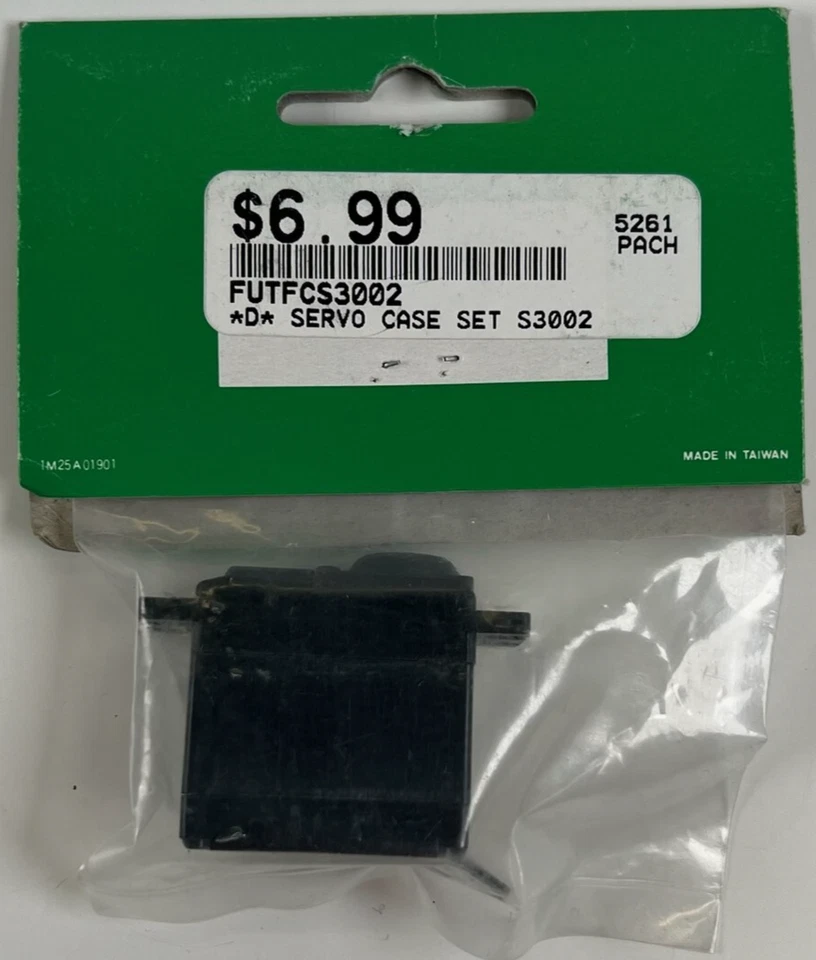 $6.99
5261
PACH
FUTFCS3002
*D* SERVO CASE SET S3002
1M25A01901
MADE IN TAIWAN